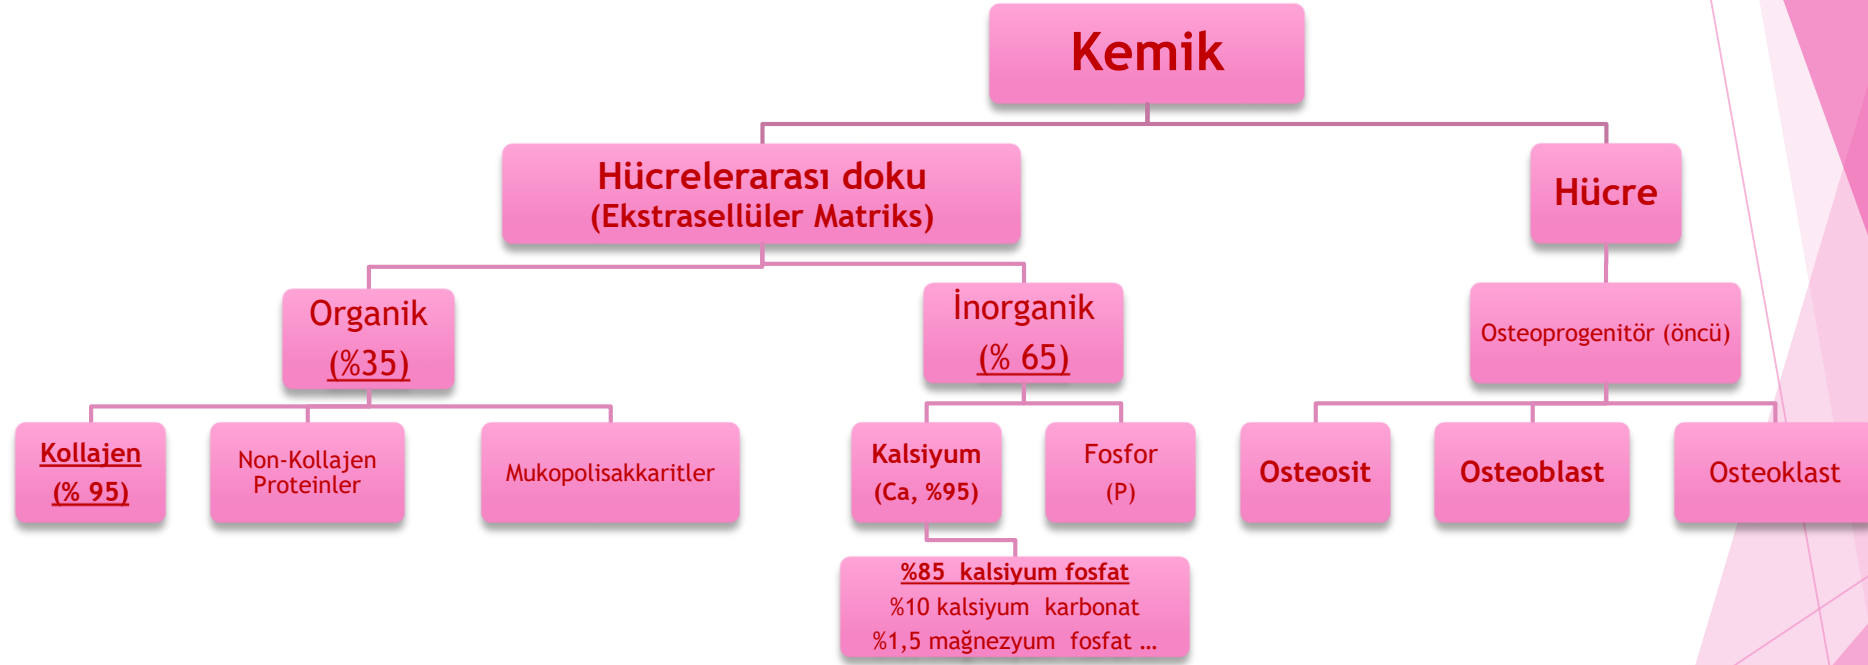 Kemik
Hücrelerarası doku
(Ekstrasellüler Matriks)
Hücre
Organik
(%35)
İnorganik
(% 65)
Osteoprogenitör (öncü)
Kollajen
(% 95)
Non-Kollajen
Proteinler
Mukopolisakkaritler
Kalsiyum
(Ca, %95)
Fosfor
(P)
Osteosit
Osteoblast
Osteoklast
%85 kalsiyum fosfat
%10 kalsiyum karbonat
%1,5 mağnezyum fosfat …